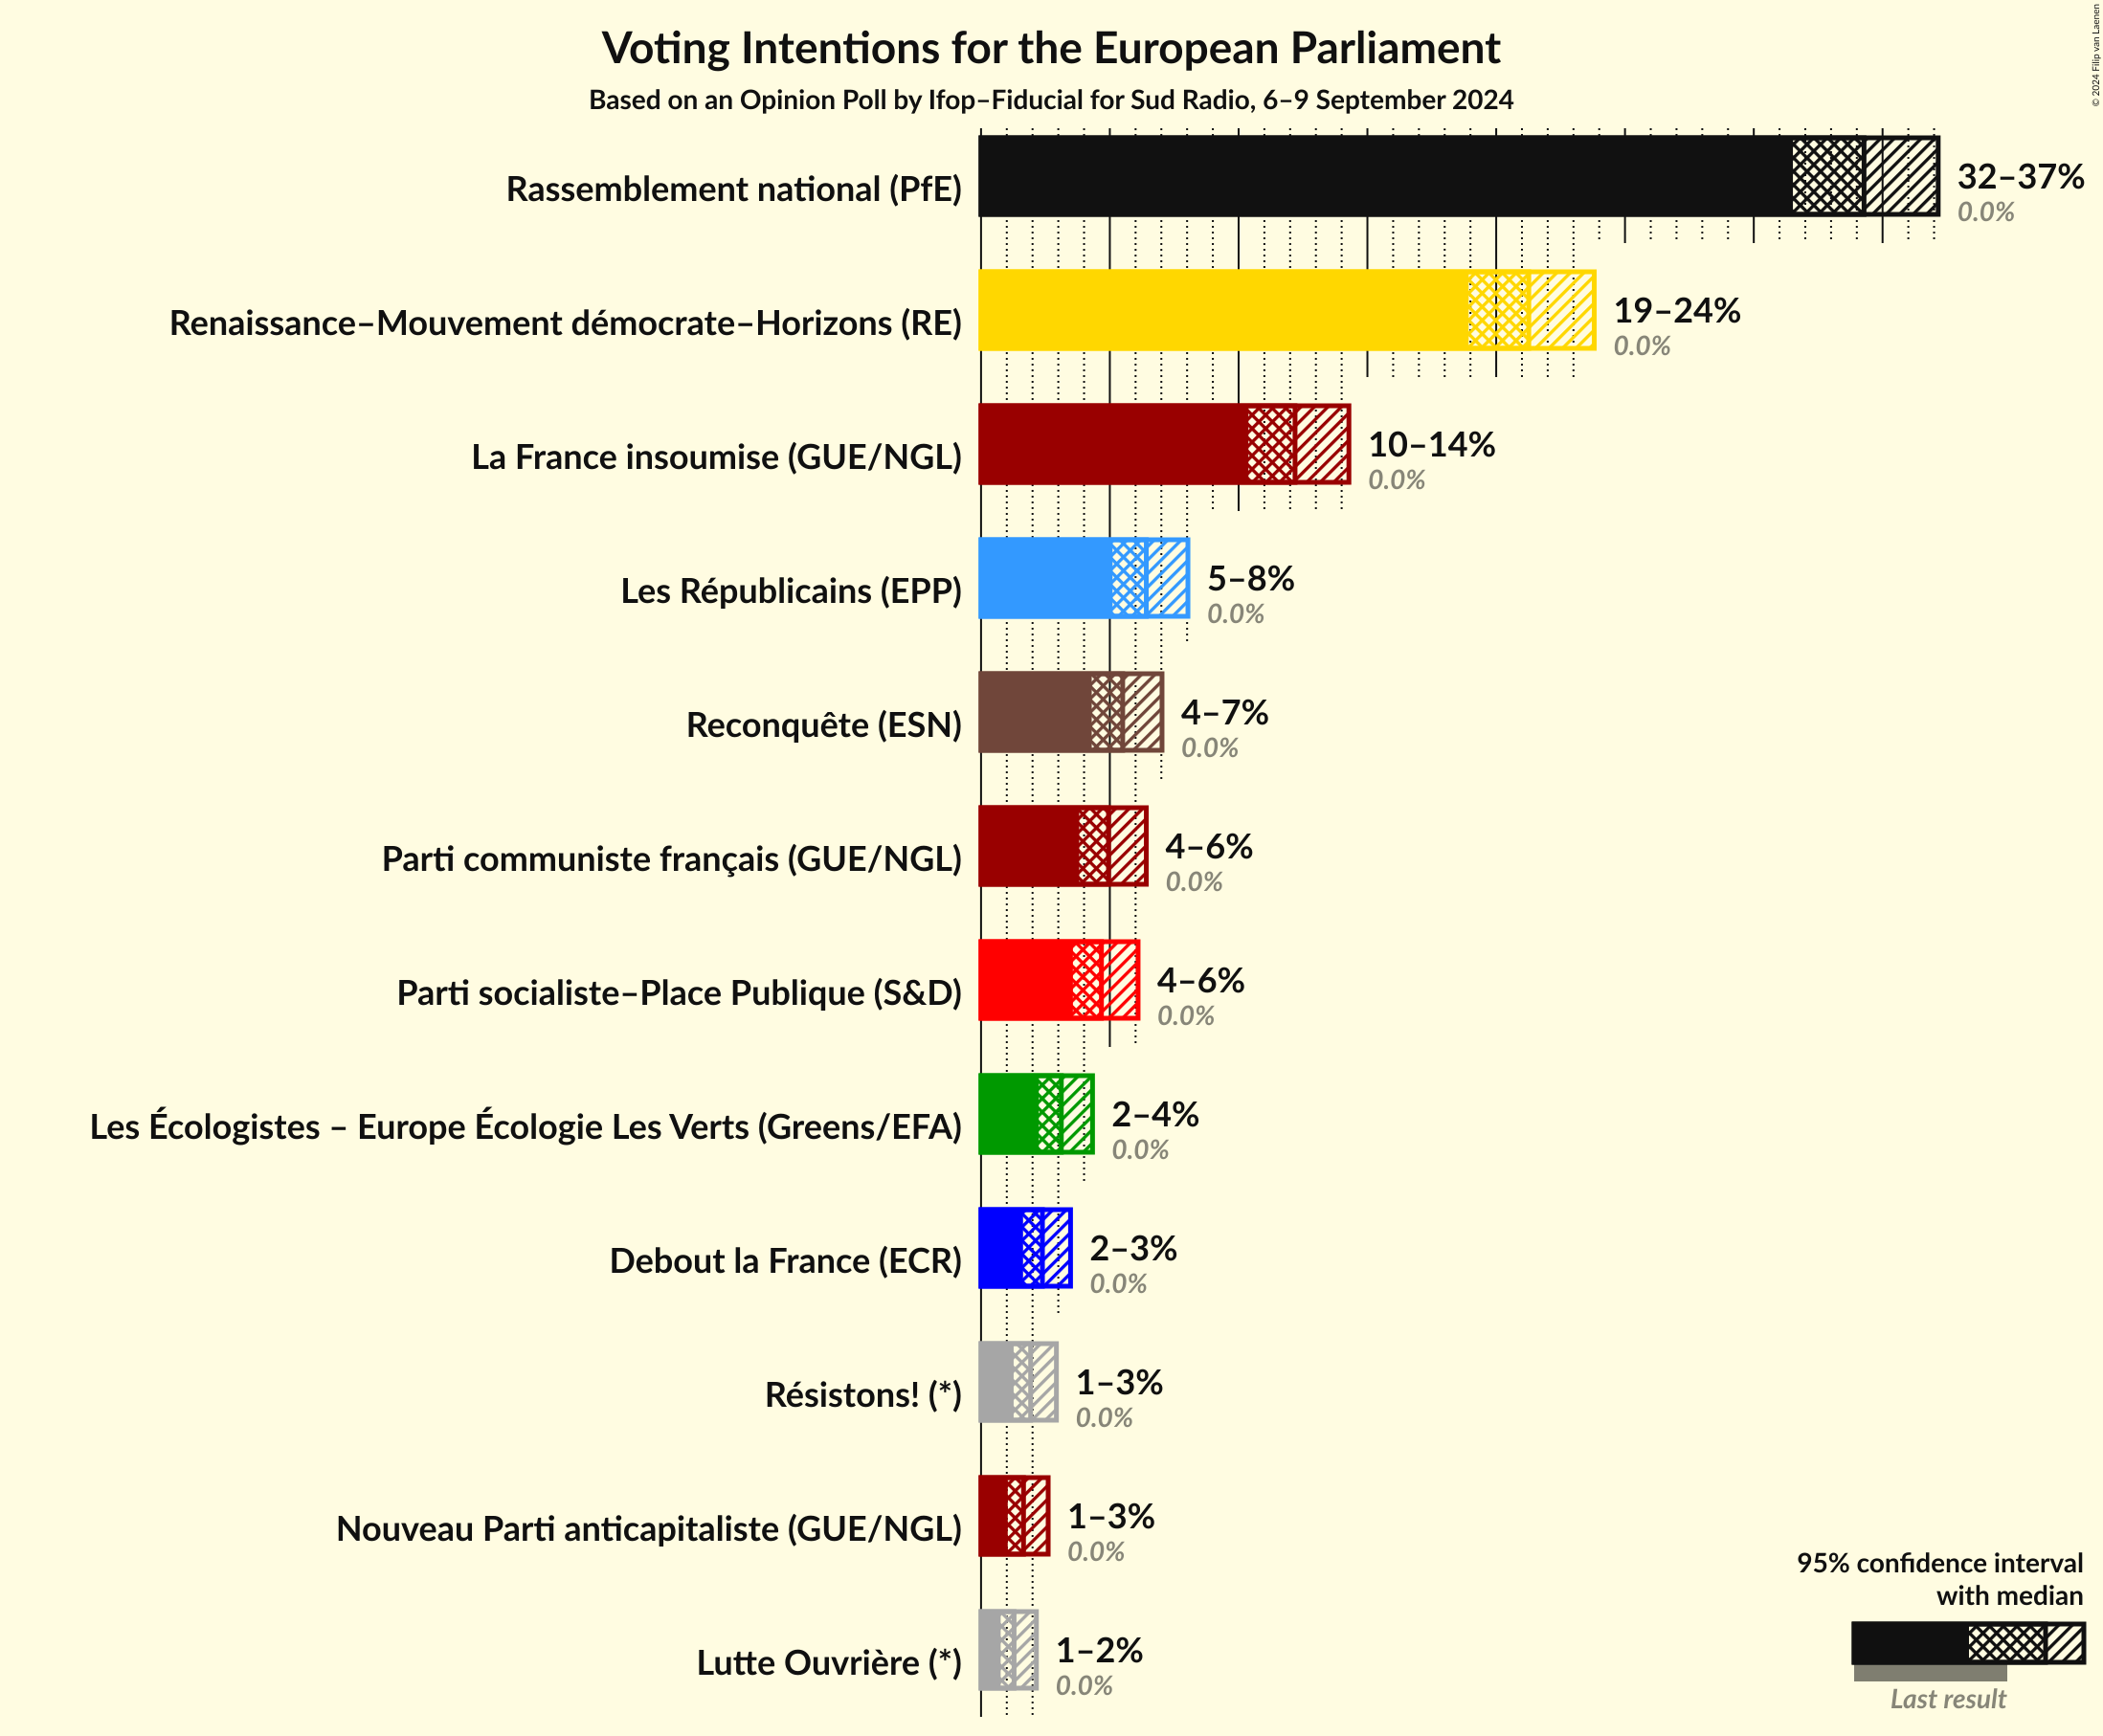 Voting Intentions for the European Parliament
Based on an Opinion Poll by Ifop–Fiducial for Sud Radio, 6–9 September 2024
© 2024 Filip van Laenen
Rassemblement national (PfE)
32–37%
0.0%
Renaissance–Mouvement démocrate–Horizons (RE)
19–24%
0.0%
La France insoumise (GUE/NGL)
10–14%
0.0%
Les Républicains (EPP)
5–8%
0.0%
Reconquête (ESN)
4–7%
0.0%
Parti communiste français (GUE/NGL)
4–6%
0.0%
Parti socialiste–Place Publique (S&D)
4–6%
0.0%
Les Écologistes – Europe Écologie Les Verts (Greens/EFA)
2–4%
0.0%
Debout la France (ECR)
2–3%
0.0%
Résistons! (*)
1–3%
0.0%
Nouveau Parti anticapitaliste (GUE/NGL)
1–3%
0.0%
Lutte Ouvrière (*)
1–2%
0.0%
95% confidence interval
with median
Last result